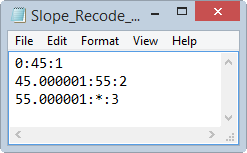 Slope_Recode_...
File Edit Format View Help
0:45:1
45.000001:55:2
55.000001:*:3